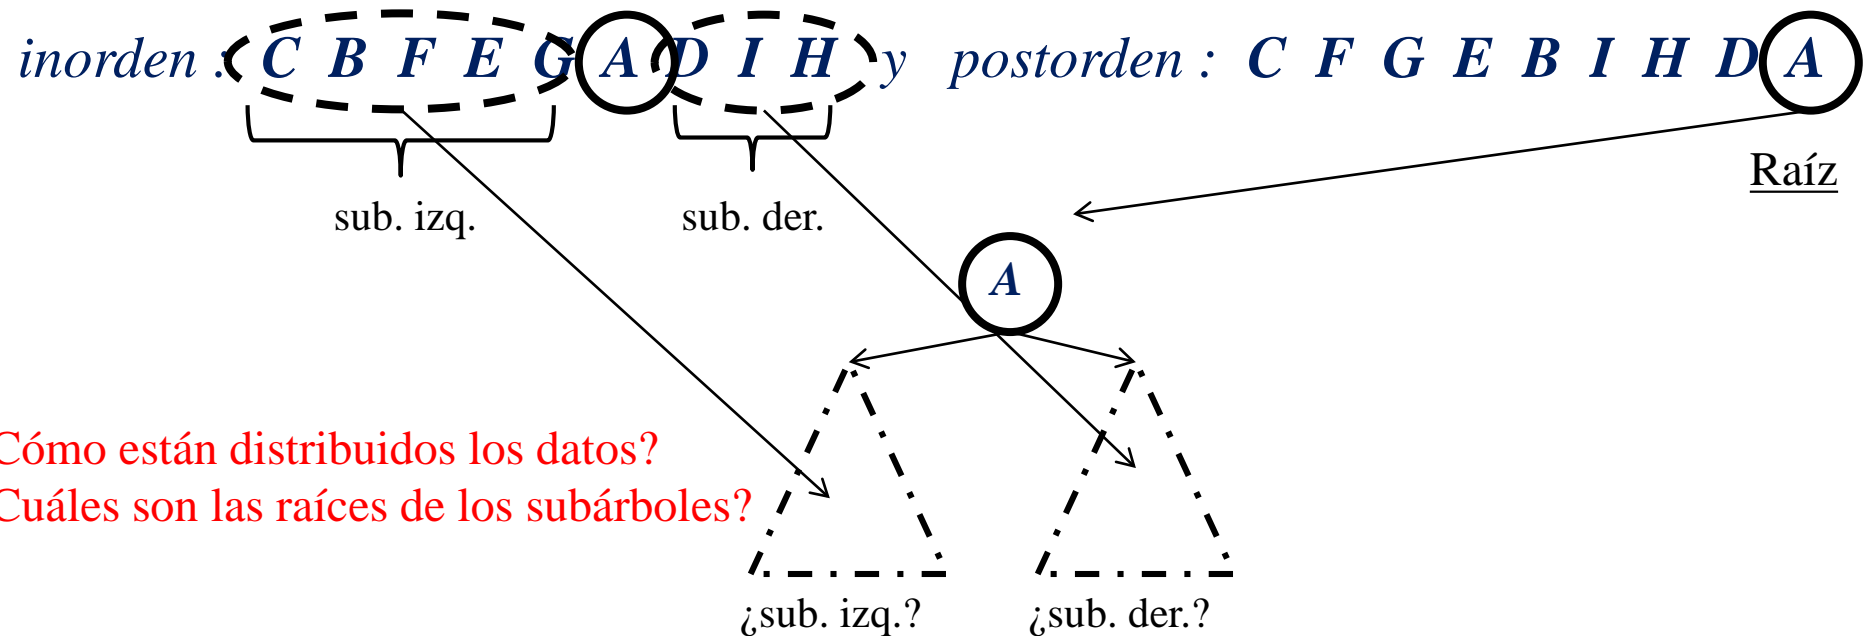 inorden : C B F E G A D I H y postorden : C F G E B I H D A
Raíz
sub. izq. sub. der.
A
Cómo están distribuidos los datos?
Cuáles son las raíces de los subárboles?
¿sub. izq.? ¿sub. der.?